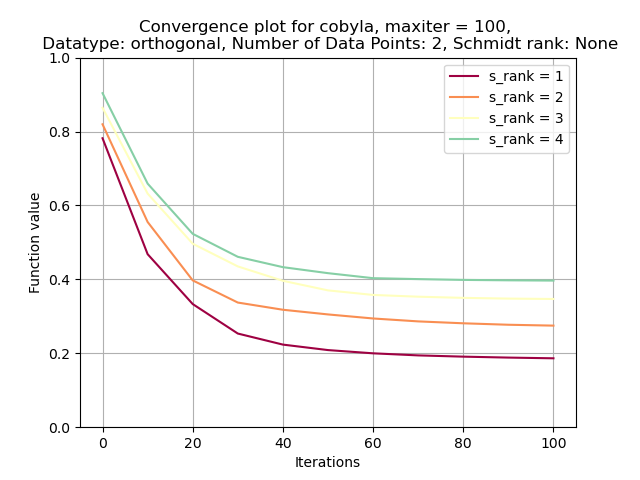 Convergence plot for cobyla, maxiter = 100,
Datatype: orthogonal, Number of Data Points: 2, Schmidt rank: None
1.0
0.8
0.6
0.4
0.2
0.0
Function value
s_rank = 1
s_rank = 2
s_rank = 3
s_rank = 4
0 20 40 60 80 100
Iterations